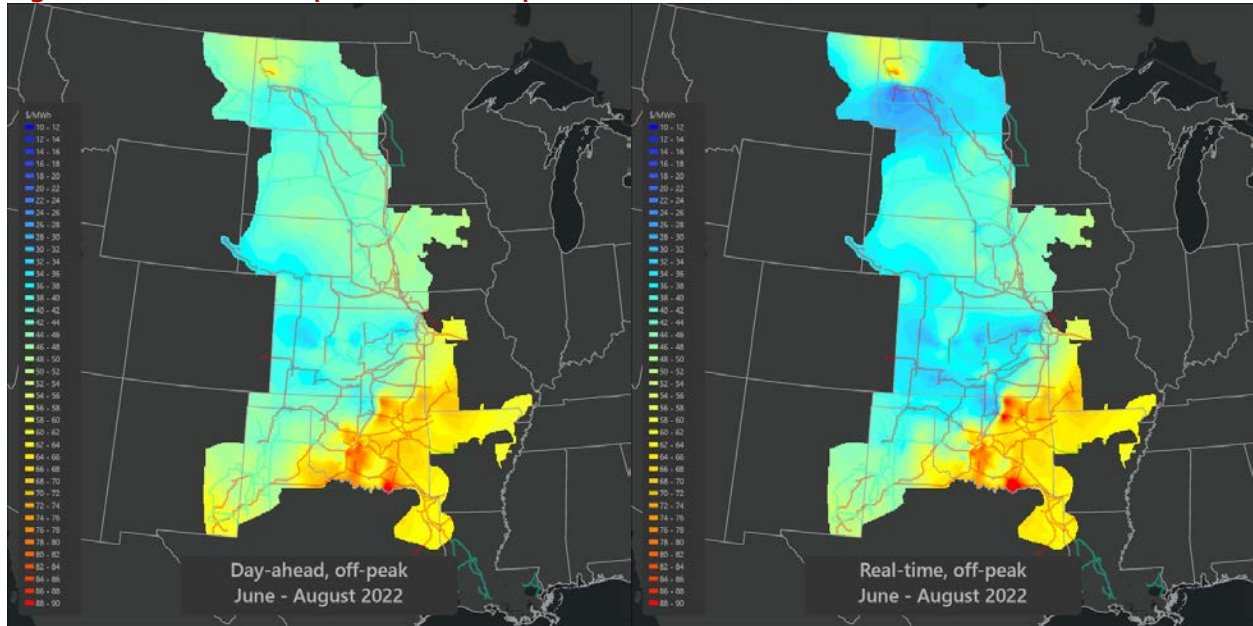 $/MWh
10 - 12
12 - 14
14 - 16
16 - 18
18 - 20
20 - 22
22 - 24
24 - 26
26 - 28
28 - 30
30 - 32
32 - 34
34 - 36
36 - 38
38 - 40
40 - 42
42 - 44
44 - 46
46 - 48
48 - 50
50 - 52
52 - 54
54 - 56
56 - 58
58 - 60
60 - 62
62 - 64
64 - 66
66 - 68
68 - 70
70 - 72
72 - 74
74 - 76
76 - 78
78 - 80
80 - 82
82 - 84
84 - 86
86 - 88
88 - 90
Day-ahead, off-peak
June - August 2022
$/MWh
10 - 12
12 - 14
14 - 16
16 - 18
18 - 20
20 - 22
22 - 24
24 - 26
26 - 28
28 - 30
30 - 32
32 - 34
34 - 36
36 - 38
38 - 40
40 - 42
42 - 44
44 - 46
46 - 48
48 - 50
50 - 52
52 - 54
54 - 56
56 - 58
58 - 60
60 - 62
62 - 64
64 - 66
66 - 68
68 - 70
70 - 72
72 - 74
74 - 76
76 - 78
78 - 80
80 - 82
82 - 84
84 - 86
86 - 88
88 - 90
Real-time, off-peak
June - August 2022